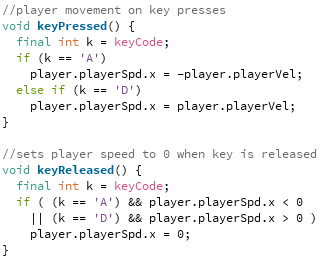 //player movement on key presses
void keyPressed() {
  final int k = keyCode;
  if (k == 'A')
    player.playerSpd.x = -player.playerVel;
  else if (k == 'D')
    player.playerSpd.x = player.playerVel;
}

//sets player speed to 0 when key is released
void keyReleased() {
  final int k = keyCode;
  if ( (k == 'A') && player.playerSpd.x < 0
    || (k == 'D') && player.playerSpd.x > 0 )
    player.playerSpd.x = 0;
}